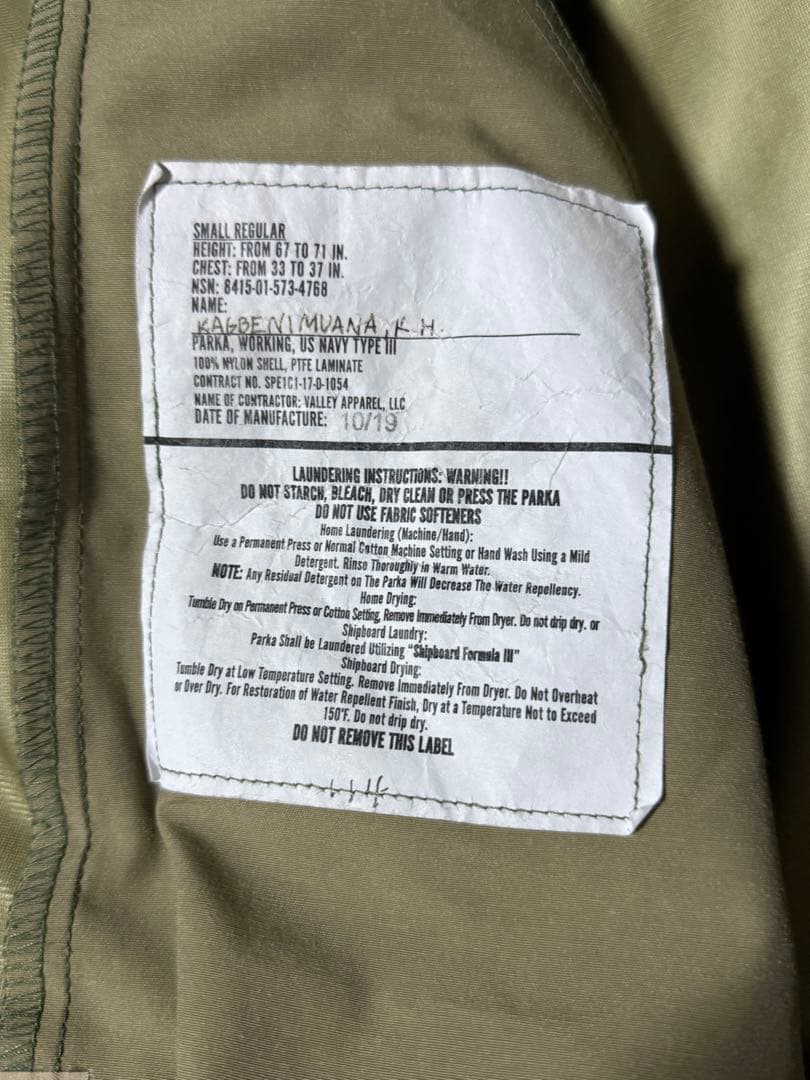 SMALL REGULAR
HEIGHT: FROM 67 TO 71 IN.
CHEST: FROM 33 TO 37 IN.
NSN: 8415-01-573-4768
NAME:
KAGBENIMUANA, K H.
PARKA, WORKING, US NAVY TYPE III
100% NYLON SHELL, PTFE LAMINATE
CONTRACT NO. SPE1C1-17-D-1054
NAME OF CONTRACTOR: VALLEY APPAREL, LLC
DATE OF MANUFACTURE: 10/19
LAUNDERING INSTRUCTIONS: WARNING!!
DO NOT STARCH, BLEACH, DRY CLEAN OR PRESS THE PARKA
DO NOT USE FABRIC SOFTENERS
Home Laundering (Machine/Hand):
Use a Permanent Press or Normal Cotton Machine Setting or Hand Wash Using a Mild
Detergent. Rinse Thoroughly in Warm Water.
NOTE: Any Residual Detergent on The Parka Will Decrease The Water Repellency.
Home Drying:
Tumble Dry on Permanent Press or Cotton Setting, Remove Immediately From Dryer. Do not drip dry. or
Shipboard Laundry:
Parka Shall be Laundered Utilizing "Shipboard Formula III"
Shipboard Drying:
Tumble Dry at Low Temperature Setting. Remove Immediately From Dryer. Do Not Overheat
or Over Dry. For Restoration of Water Repellent Finish, Dry at a Temperature Not to Exceed
150°F. Do not drip dry.
DO NOT REMOVE THIS LABEL